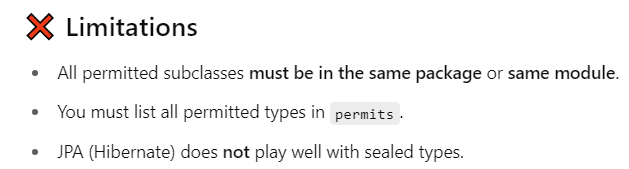 ❌ Limitations
• All permitted subclasses must be in the same package or same module.
• You must list all permitted types in permits.
• JPA (Hibernate) does not play well with sealed types.